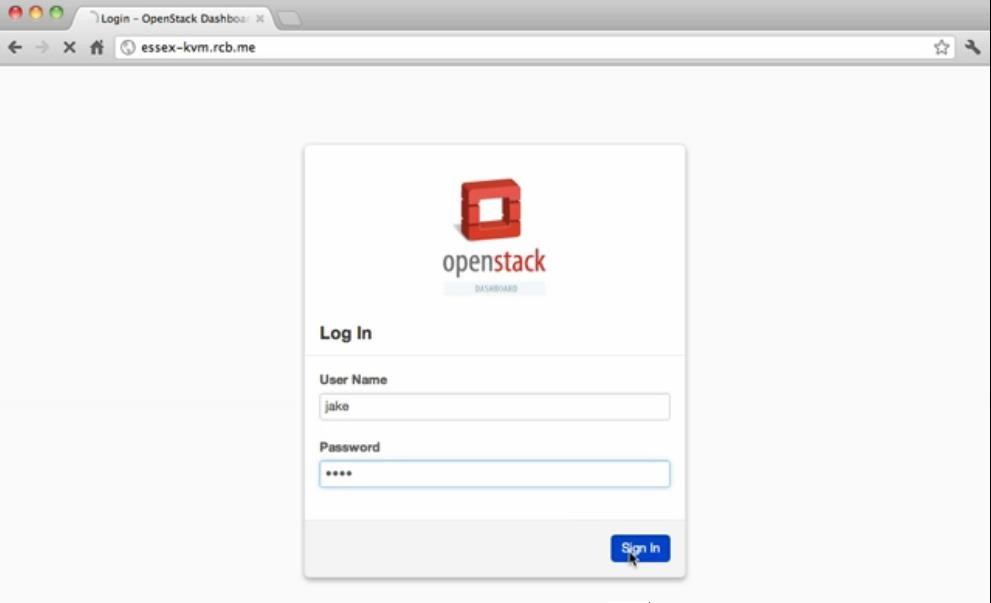 Login - OpenStack Dashboa
essex-kvm.rcb.me
openstack
DASHBOARD
Log In
User Name
jake
Password
••••
Sign In